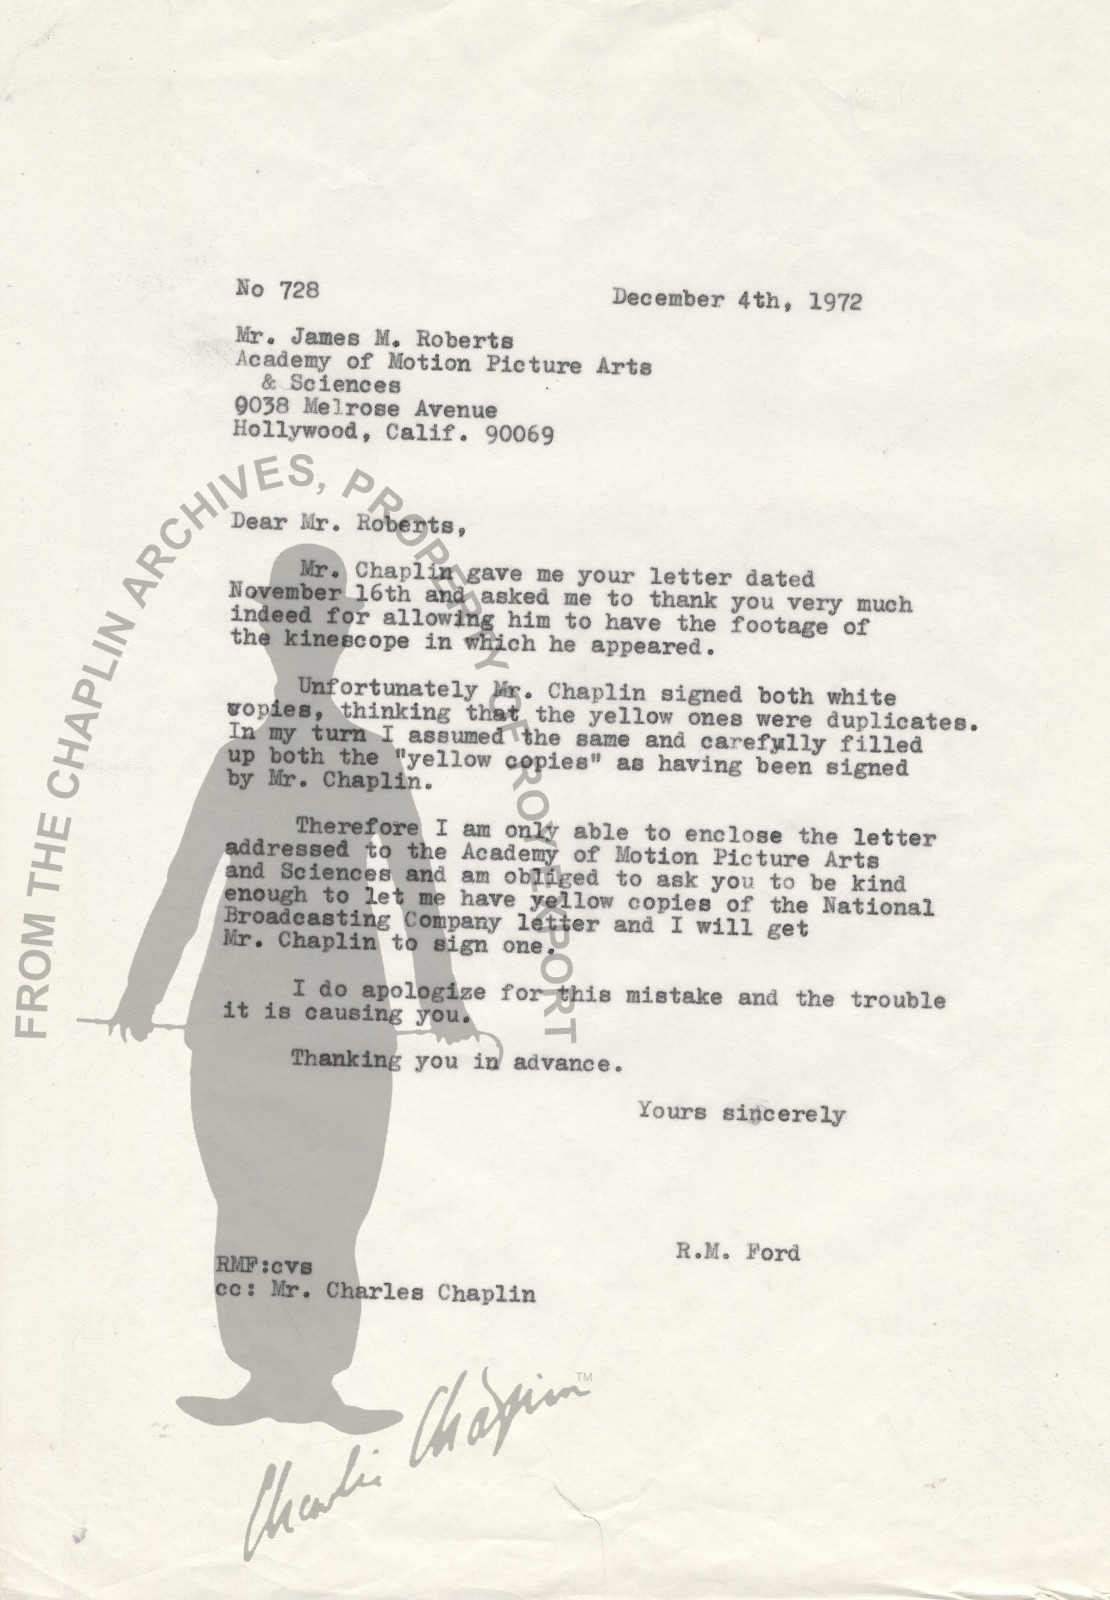 No 728
December 4th, 1972
Mr. James M. Roberts
Academy of Motion Picture Arts
& Sciences
9038 Melrose Avenue
Hollywood, Calif. 90069
Dear Mr. Roberts,
Mr. Chaplin gave me your letter dated
November 16th and asked me to thank you very much
indeed for allowing him to have the footage of
the kinescope in which he appeared.
Unfortunately Mr. Chaplin signed both white
copies, thinking that the yellow ones were duplicates.
In my turn I assumed the same and carefully filled
up both the "yellow copies" as having been signed
by Mr. Chaplin.
Therefore I am only able to enclose the letter
addressed to the Academy of Motion Picture Arts
and Sciences and am obliged to ask you to be kind
enough to let me have yellow copies of the National
Broadcasting Company letter and I will get
Mr. Chaplin to sign one.
I do apologize for this mistake and the trouble
it is causing you.
Thanking you in advance.
Yours sincerely
R.M. Ford
RMF:cvs
cc: Mr. Charles Chaplin
FROM THE CHAPLIN ARCHIVES, PROPERTY OF ROY EXPORT
Charlie Chaplin TM